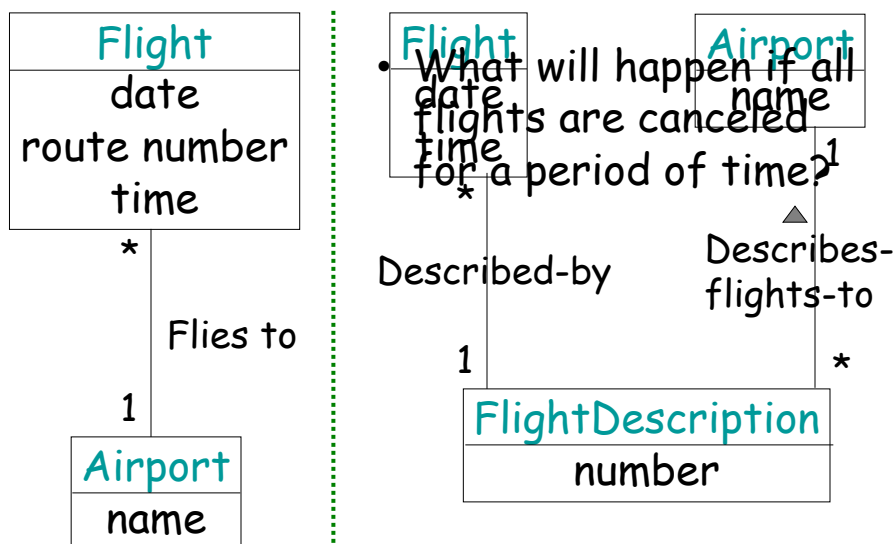 Flight
date
route number
time
*
Flies to
1
Airport
name
Flight
date
time
*
Described-by
1
Airport
name
1
Describes-
flights-to
*
FlightDescription
number
• What will happen if all
flights are canceled
for a period of time?